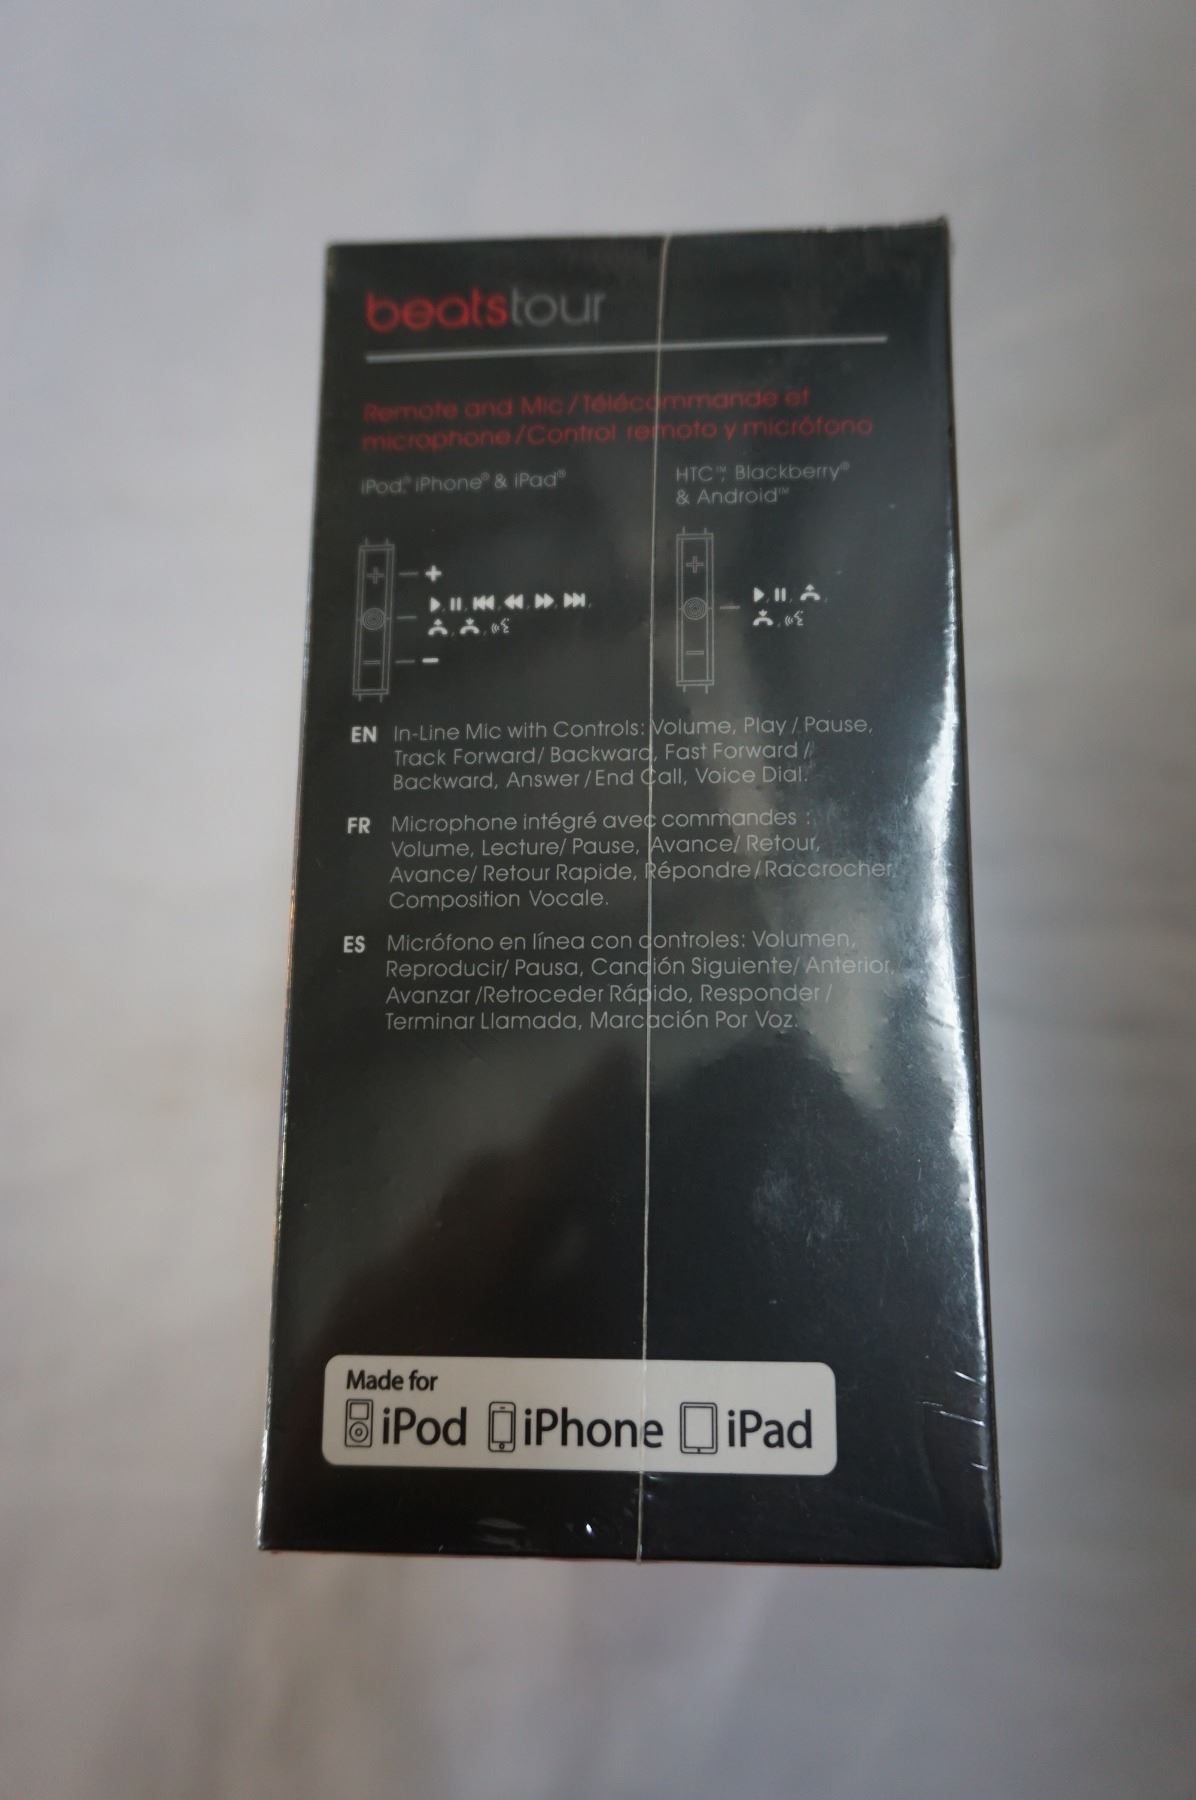 beatstour
Remote and Mic/Télécommande et
microphone/Control remoto y micrófono
iPod,® iPhone® & iPad®
HTC™, Blackberry®
& Android™
EN In-Line Mic with Controls: Volume, Play / Pause,
Track Forward/ Backward, Fast Forward /
Backward, Answer / End Call, Voice Dial.
FR Microphone intégré avec commandes :
Volume, Lecture/ Pause, Avance/ Retour,
Avance/ Retour Rapide, Répondre/Raccrocher,
Composition Vocale.
ES Micrófono en línea con controles: Volumen,
Reproducir/ Pausa, Canción Siguiente/ Anterior,
Avanzar /Retroceder Rápido, Responder /
Terminar Llamada, Marcación Por Voz.
Made for
iPod iPhone iPad